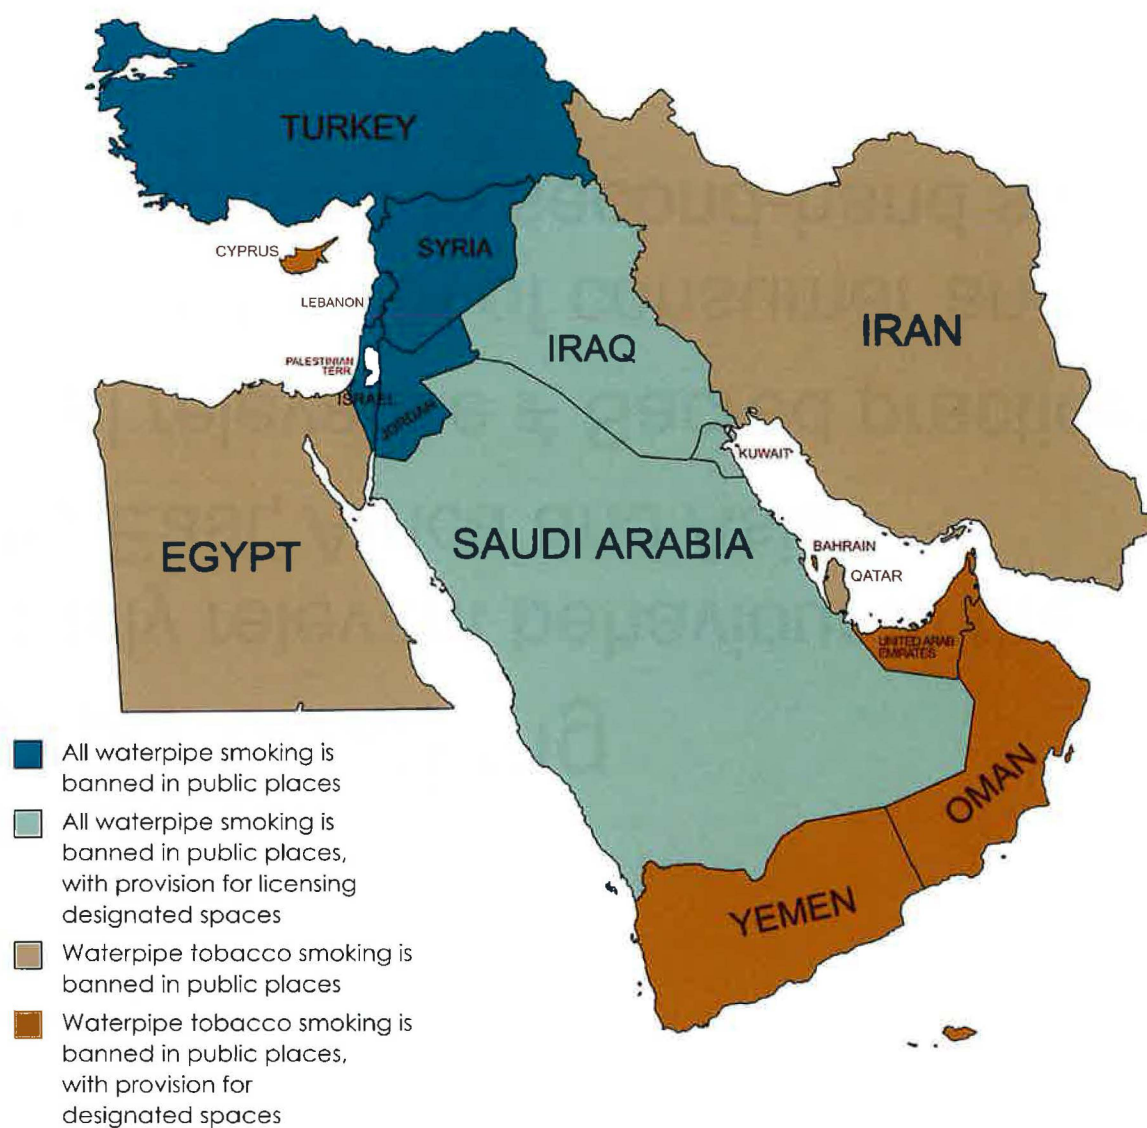 TURKEY
CYPRUS
SYRIA
LEBANON
IRAQ
IRAN
PALESTINIAN
TERR.
ISRAEL
JORDAN
KUWAIT
EGYPT
SAUDI ARABIA
BAHRAIN
QATAR
UNITED ARAB
EMIRATES
OMAN
YEMEN
All waterpipe smoking is
banned in public places
All waterpipe smoking is
banned in public places,
with provision for licensing
designated spaces
Waterpipe tobacco smoking is
banned in public places
Waterpipe tobacco smoking is
banned in public places,
with provision for
designated spaces